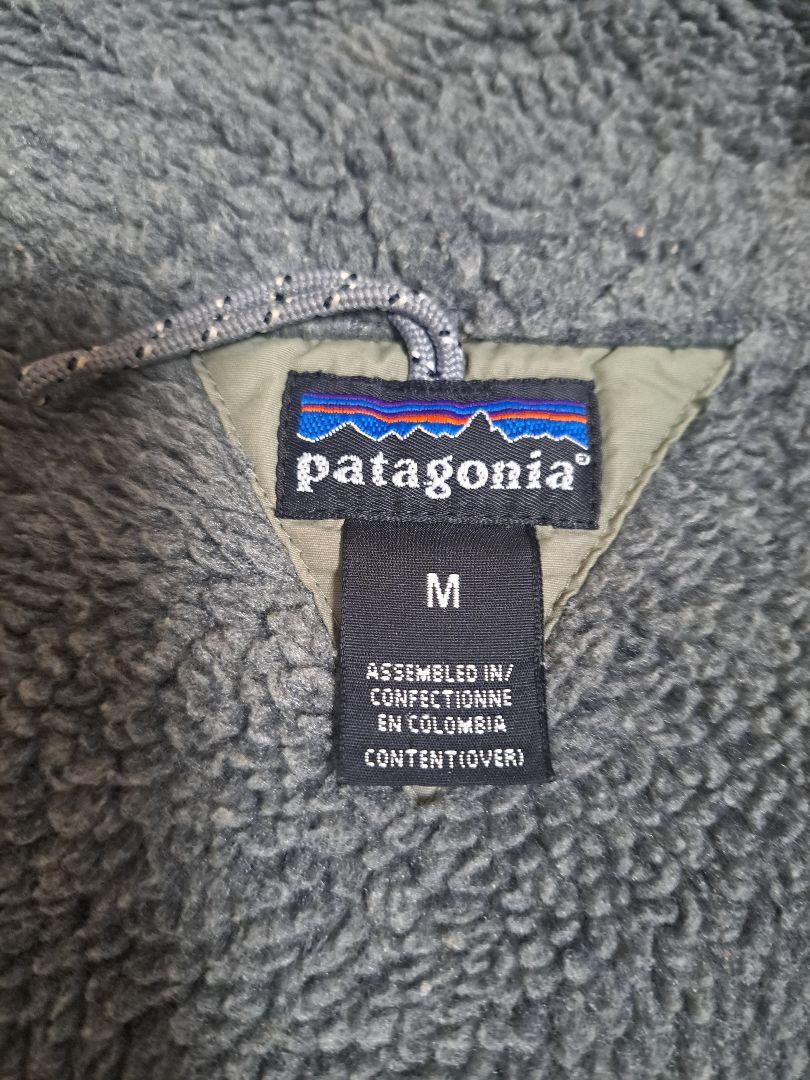 patagonia®
M
ASSEMBLED IN/
CONFECTIONNE
EN COLOMBIA
CONTENT(OVER)